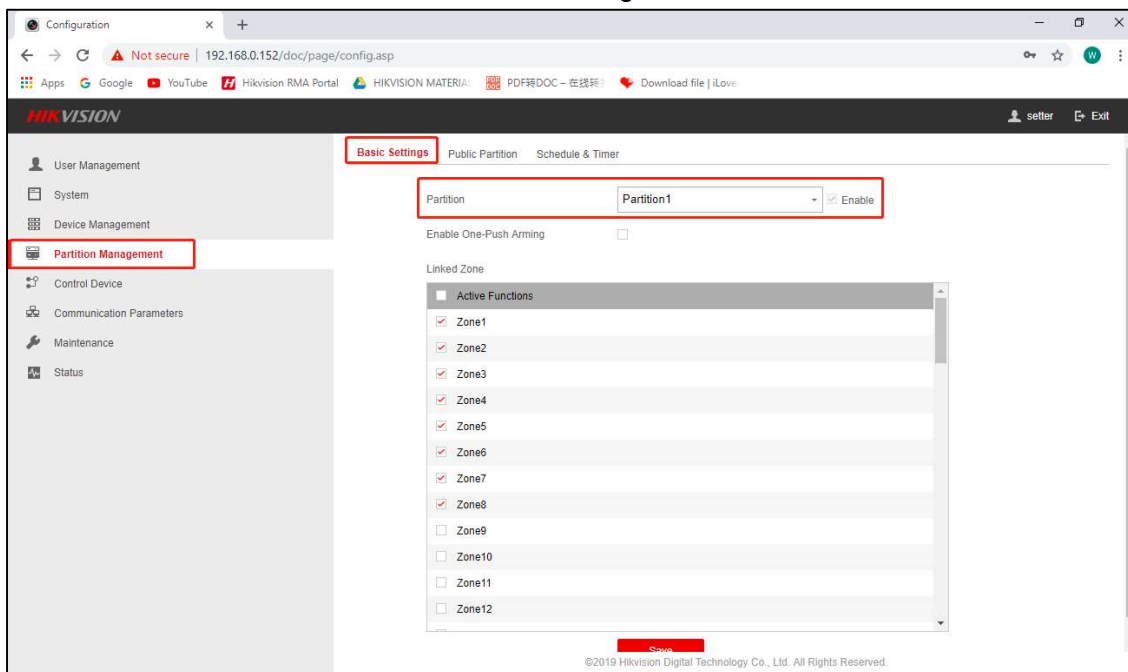 Configuration
Not secure | 192.168.0.152/doc/page/config.asp
W
Apps Google YouTube Hikvision RMA Portal HIKVISION MATERIA PDF转DOC – 在线转 Download file | iLove
HIKVISION setter Exit
Basic Settings Public Partition Schedule & Timer
User Management
System
Device Management
Partition Management
Control Device
Communication Parameters
Maintenance
Status
Partition Partition1 Enable
Enable One-Push Arming
Linked Zone
Active Functions
Zone1
Zone2
Zone3
Zone4
Zone5
Zone6
Zone7
Zone8
Zone9
Zone10
Zone11
Zone12
Save
©2019 Hikvision Digital Technology Co., Ltd. All Rights Reserved.